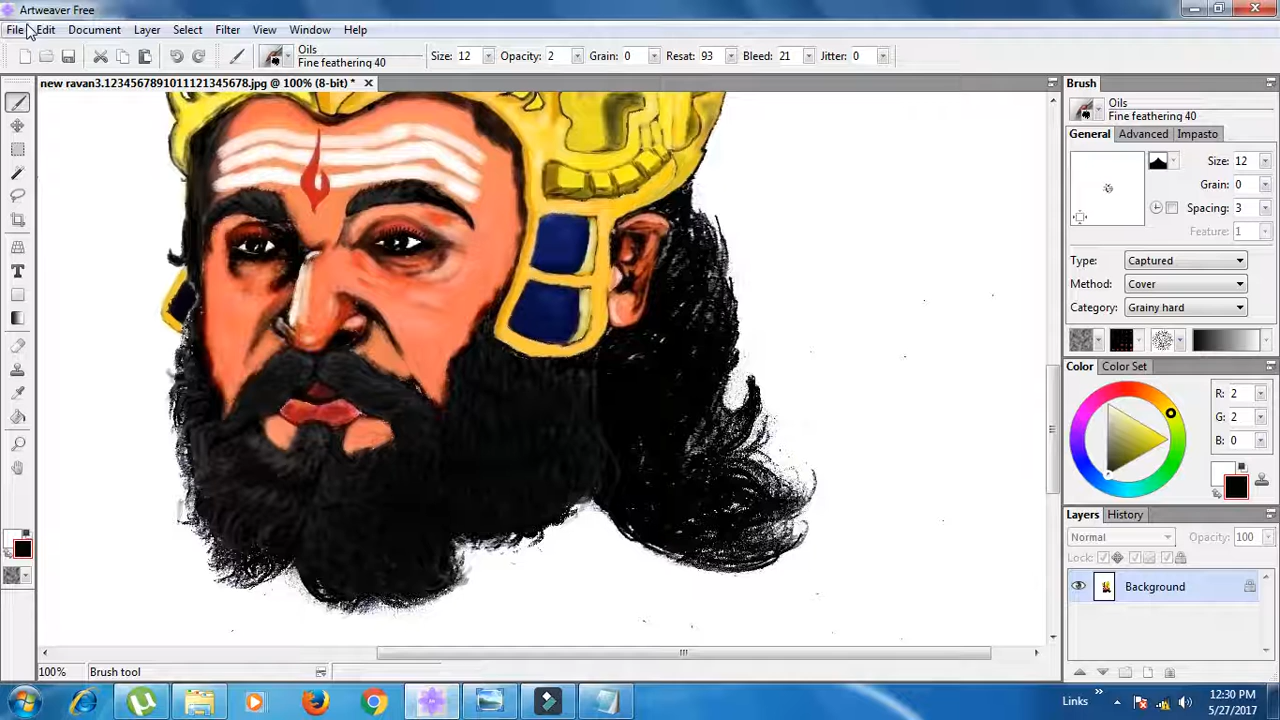 Artweaver Free
File Edit Document Layer Select Filter View Window Help
Oils
Fine feathering 40
Size: 12 Opacity: 2 Grain: 0 Resat: 93 Bleed: 21 Jitter: 0
new ravan3.1234567891011121345678.jpg @ 100% (8-bit) *
Brush
Oils
Fine feathering 40
General Advanced Impasto
Size: 12
Grain: 0
Spacing: 3
Feature: 1
Type: Captured
Method: Cover
Category: Grainy hard
Color Color Set
R: 2
G: 2
B: 0
Layers History
Normal Opacity: 100
Lock:
Background
100% Brush tool
Links »
12:30 PM
5/27/2017